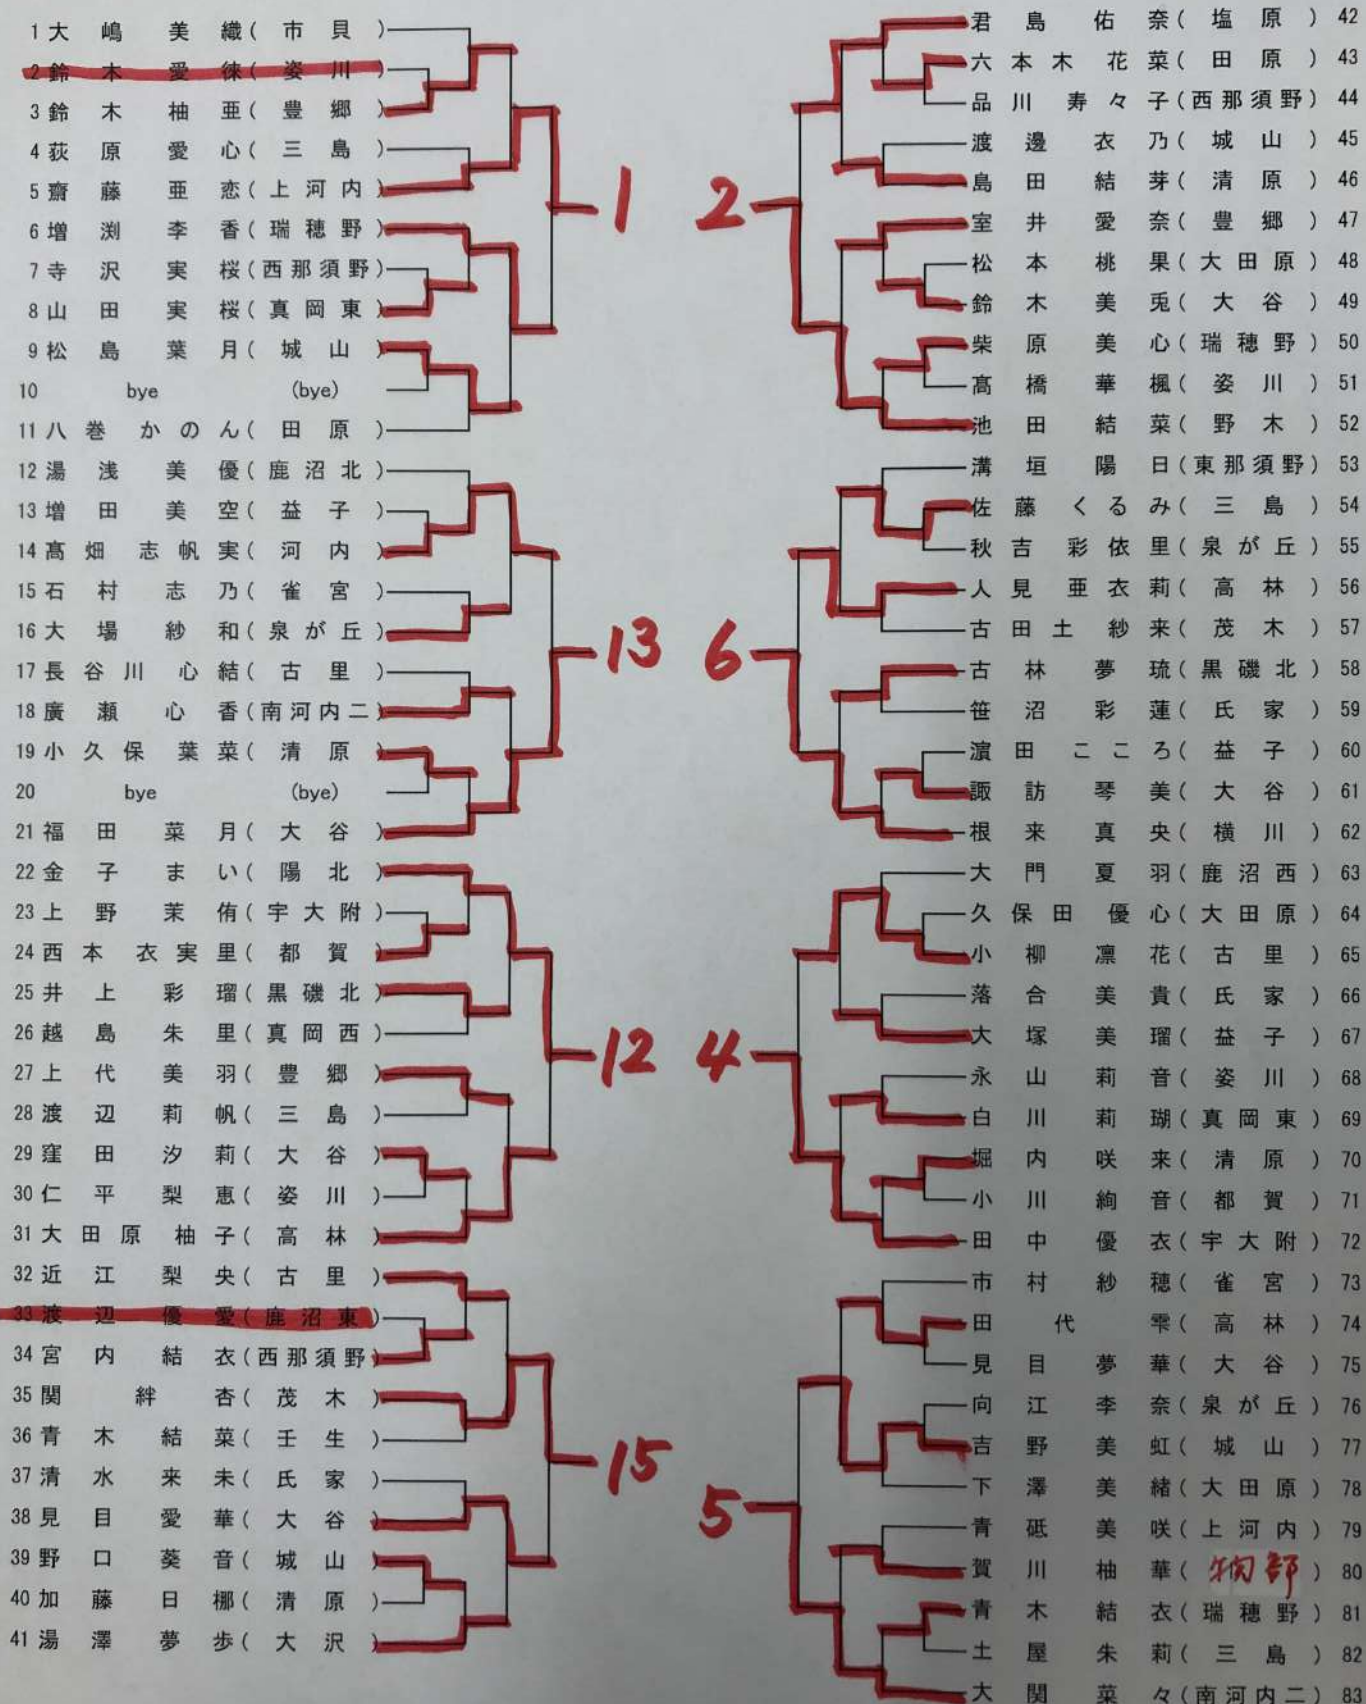 1 大嶋美織(市貝)
2 鈴木愛徠(姿川)
3 鈴木柚亜(豊郷)
4 荻原愛心(三島)
5 齋藤亜恋(上河内)
6 増渕李香(瑞穂野)
7 寺沢実桜(西那須野)
8 山田実桜(真岡東)
9 松島葉月(城山)
10 bye (bye)
11 八巻かのん(田原)
1
12 湯浅美優(鹿沼北)
13 増田美空(益子)
14 髙畑志帆実(河内)
15 石村志乃(雀宮)
16 大場紗和(泉が丘)
17 長谷川心結(古里)
18 廣瀬心香(南河内二)
19 小久保葉菜(清原)
20 bye (bye)
21 福田菜月(大谷)
13
22 金子まい(陽北)
23 上野茉侑(宇大附)
24 西本衣実里(都賀)
25 井上彩瑠(黒磯北)
26 越島朱里(真岡西)
27 上代美羽(豊郷)
28 渡辺莉帆(三島)
29 窪田汐莉(大谷)
30 仁平梨恵(姿川)
31 大田原柚子(高林)
12
32 近江梨央(古里)
33 渡辺優愛(鹿沼東)
34 宮内結衣(西那須野)
35 関絆杏(茂木)
36 青木結菜(壬生)
37 清水来未(氏家)
38 見目愛華(大谷)
39 野口葵音(城山)
40 加藤日梛(清原)
41 湯澤夢歩(大沢)
15
君島佑奈(塩原) 42
六本木花菜(田原) 43
品川寿々子(西那須野) 44
渡邊衣乃(城山) 45
島田結芽(清原) 46
室井愛奈(豊郷) 47
松本桃果(大田原) 48
鈴木美兎(大谷) 49
柴原美心(瑞穂野) 50
髙橋華楓(姿川) 51
池田結菜(野木) 52
2
溝垣陽日(東那須野) 53
佐藤くるみ(三島) 54
秋吉彩依里(泉が丘) 55
人見亜衣莉(高林) 56
古田土紗来(茂木) 57
古林夢琉(黒磯北) 58
笹沼彩蓮(氏家) 59
濵田こころ(益子) 60
諏訪琴美(大谷) 61
根来真央(横川) 62
6
大門夏羽(鹿沼西) 63
久保田優心(大田原) 64
小柳凛花(古里) 65
落合美貴(氏家) 66
大塚美瑠(益子) 67
永山莉音(姿川) 68
白川莉瑚(真岡東) 69
堀内咲来(清原) 70
小川絢音(都賀) 71
田中優衣(宇大附) 72
4
市村紗穂(雀宮) 73
田代雫(高林) 74
見目夢華(大谷) 75
向江李奈(泉が丘) 76
吉野美虹(城山) 77
下澤美緒(大田原) 78
青砥美咲(上河内) 79
賀川柚華(物部) 80
青木結衣(瑞穂野) 81
土屋朱莉(三島) 82
大関菜々(南河内二) 83
5